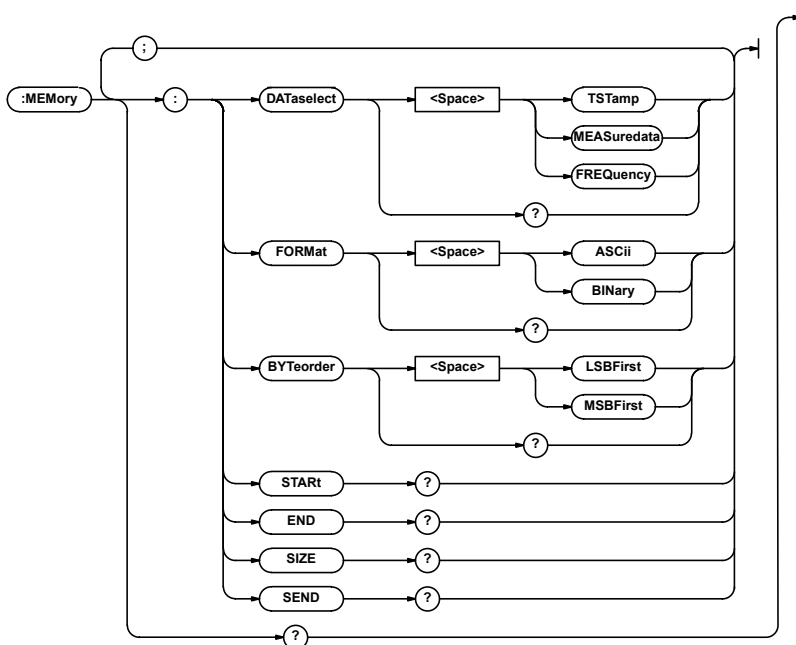 ;
:MEMory : DATaselect <Space> TSTamp
MEASuredata
FREQuency
?
FORMat <Space> ASCii
BINary
?
BYTeorder <Space> LSBFirst
MSBFirst
?
STARt ?
END ?
SIZE ?
SEND ?
?